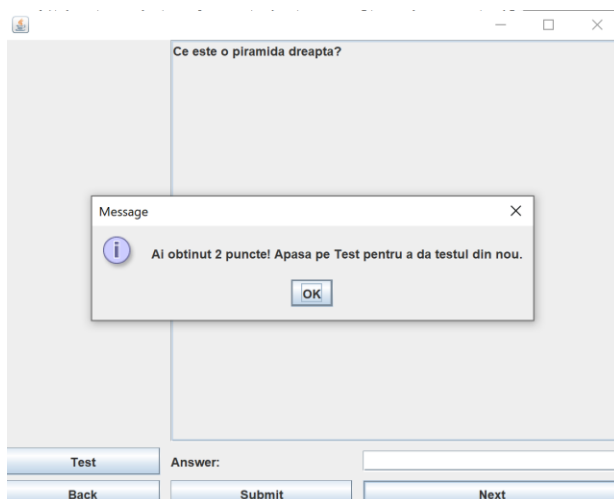 Ce este o piramida dreapta?
Message
Ai obtinut 2 puncte! Apasa pe Test pentru a da testul din nou.
OK
Test
Answer:
Back
Submit
Next